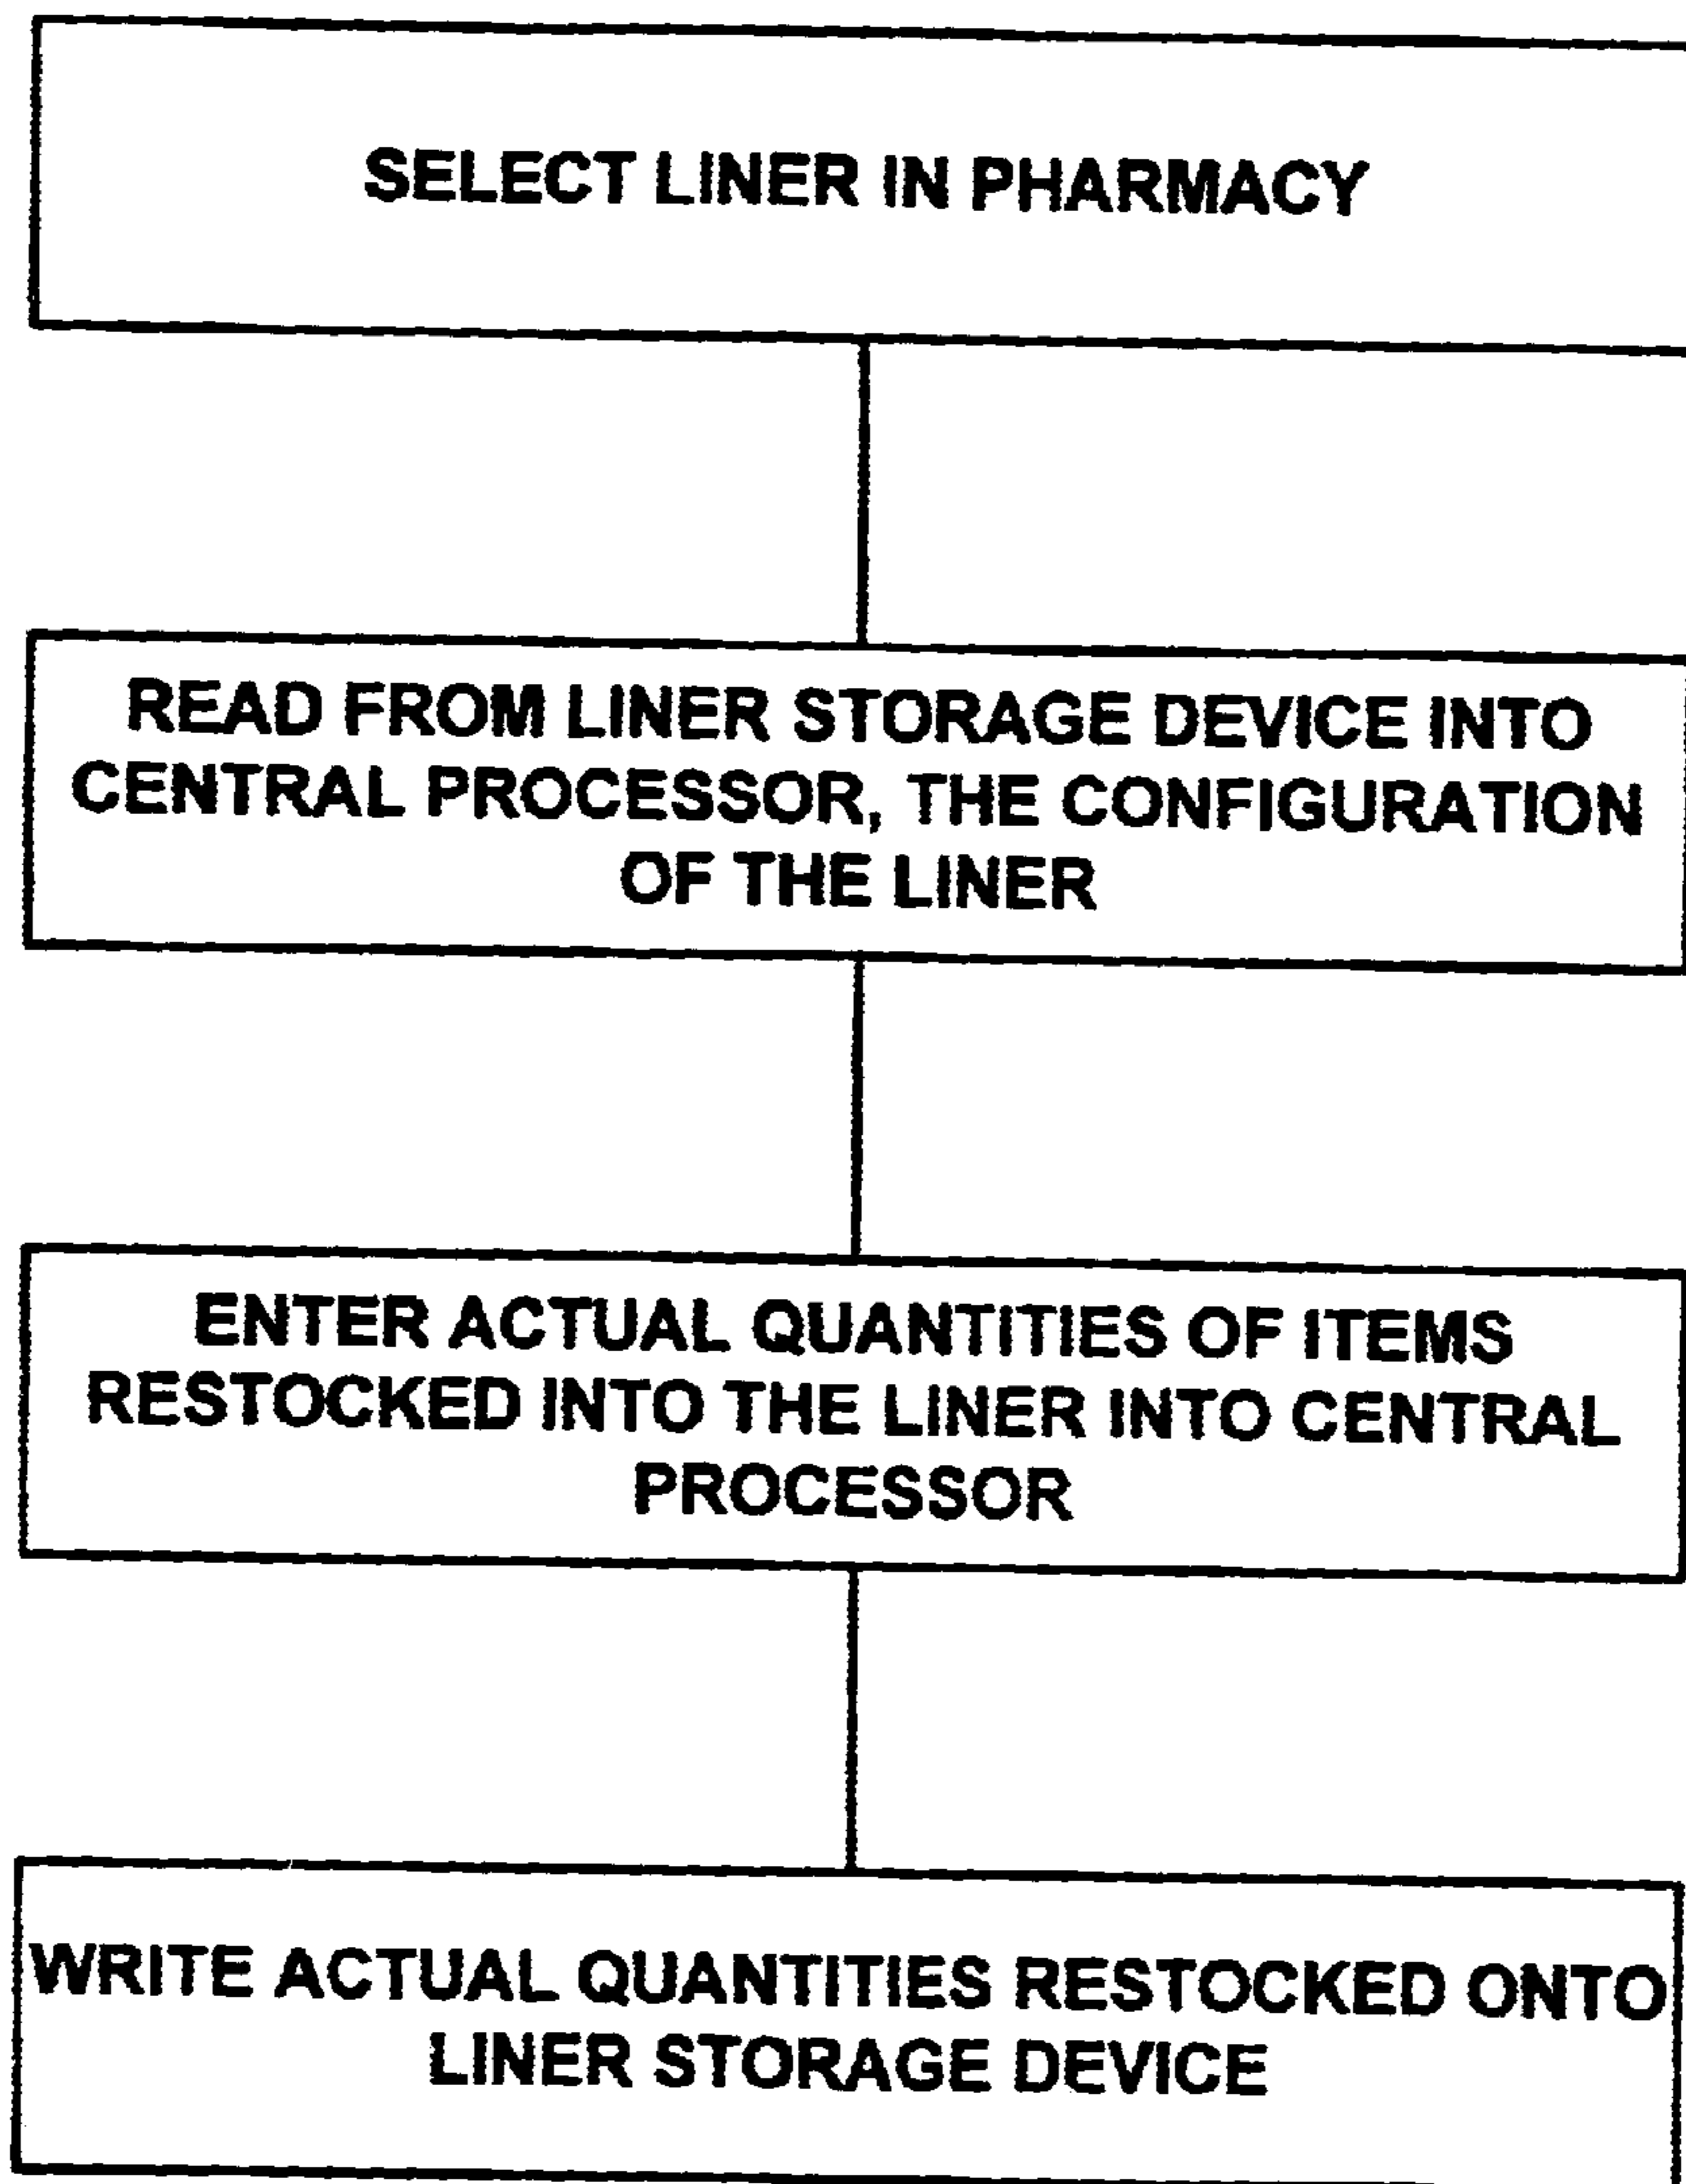 SELECT LINER IN PHARMACY
READ FROM LINER STORAGE DEVICE INTO
CENTRAL PROCESSOR, THE CONFIGURATION
OF THE LINER
ENTER ACTUAL QUANTITIES OF ITEMS
RESTOCKED INTO THE LINER INTO CENTRAL
PROCESSOR
WRITE ACTUAL QUANTITIES RESTOCKED ONTO
LINER STORAGE DEVICE